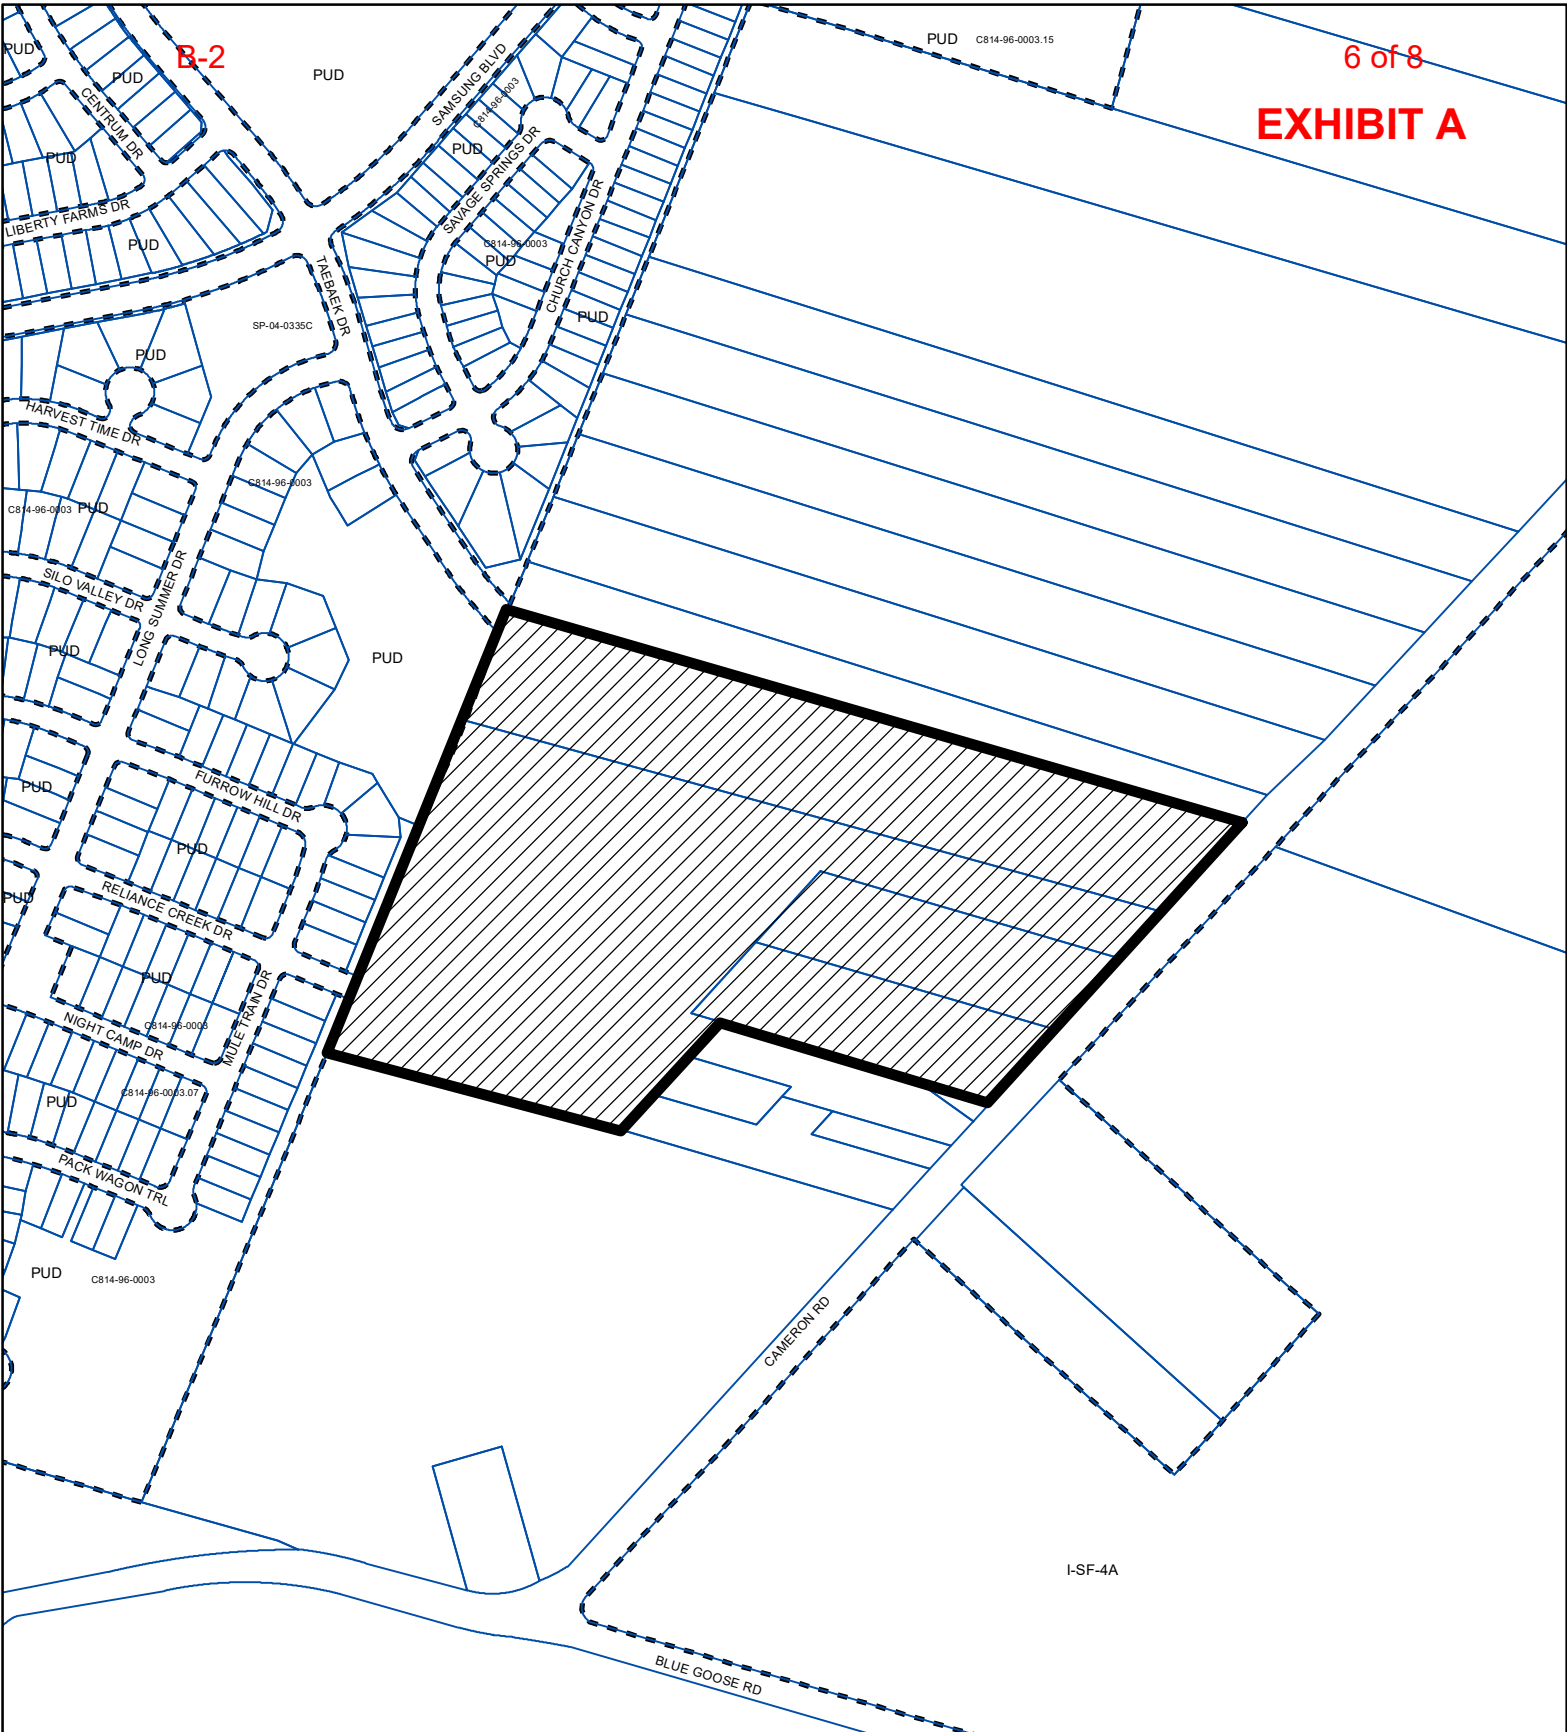 B-2
6 of 8
EXHIBIT A
PUD
PUD
PUD
PUD C814-96-0003.15
SAMSUNG BLVD
C814-96-0003
CENTRUM DR
PUD
PUD
SAVAGE SPRINGS DR
LIBERTY FARMS DR
PUD
C814-96-0003
PUD
CHURCH CANYON DR
TAEBAEK DR
PUD
SP-04-0335C
PUD
HARVEST TIME DR
C814-96-0003
C814-96-0003 PUD
SILO VALLEY DR
LONG SUMMER DR
PUD
PUD
FURROW HILL DR
PUD
PUD
PUD
RELIANCE CREEK DR
PUD
MULE TRAIN DR
NIGHT CAMP DR
C814-96-0003
C814-96-0003.07
PUD
PACK WAGON TRL
PUD
C814-96-0003
CAMERON RD
I-SF-4A
BLUE GOOSE RD